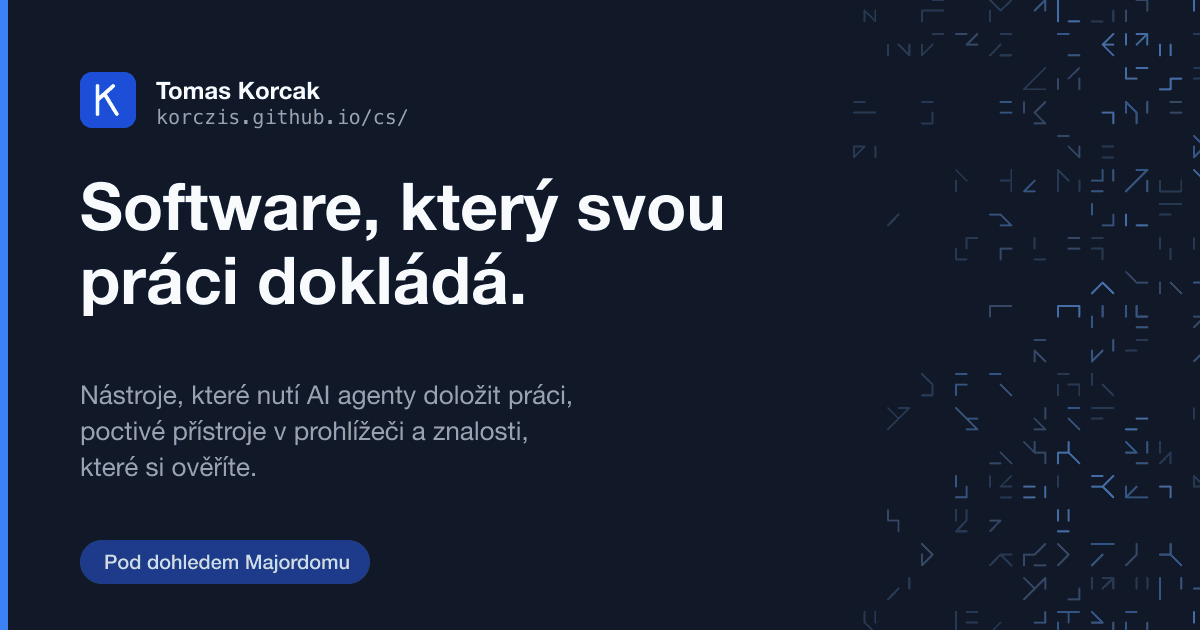 K
Tomas Korcak
korczis.github.io/cs/
Software, který svou
práci dokládá.
Nástroje, které nutí AI agenty doložit práci,
poctivé přístroje v prohlížeči a znalosti,
které si ověříte.
Pod dohledem Majordomu